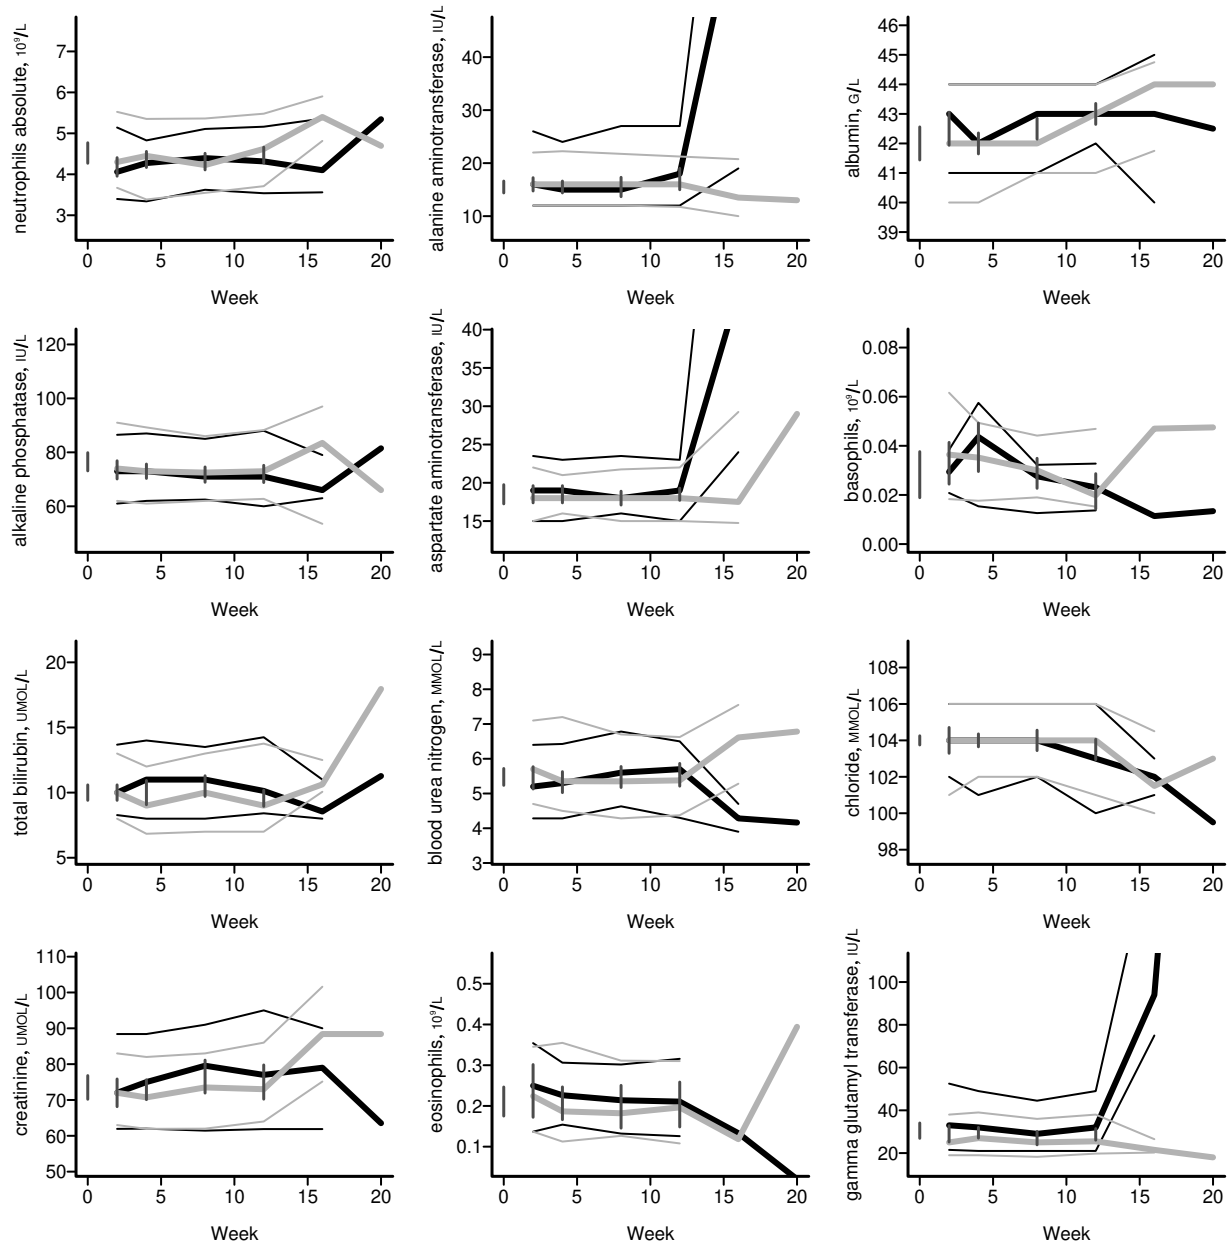 neutrophils absolute, 10⁹/L
7
6
5
4
3
0 5 10 15 20
Week
alanine aminotransferase, IU/L
40
30
20
10
0 5 10 15 20
Week
albumin, G/L
46
45
44
43
42
41
40
39
0 5 10 15 20
Week
alkaline phosphatase, IU/L
120
100
80
60
0 5 10 15 20
Week
aspartate aminotransferase, IU/L
40
35
30
25
20
15
0 5 10 15 20
Week
basophils, 10⁹/L
0.08
0.06
0.04
0.02
0.00
0 5 10 15 20
Week
total bilirubin, UMOL/L
20
15
10
5
0 5 10 15 20
Week
blood urea nitrogen, MMOL/L
9
8
7
6
5
4
3
0 5 10 15 20
Week
chloride, MMOL/L
108
106
104
102
100
98
0 5 10 15 20
Week
creatinine, UMOL/L
110
100
90
80
70
60
50
0 5 10 15 20
Week
eosinophils, 10⁹/L
0.5
0.4
0.3
0.2
0.1
0 5 10 15 20
Week
gamma glutamyl transferase, IU/L
100
80
60
40
20
0 5 10 15 20
Week